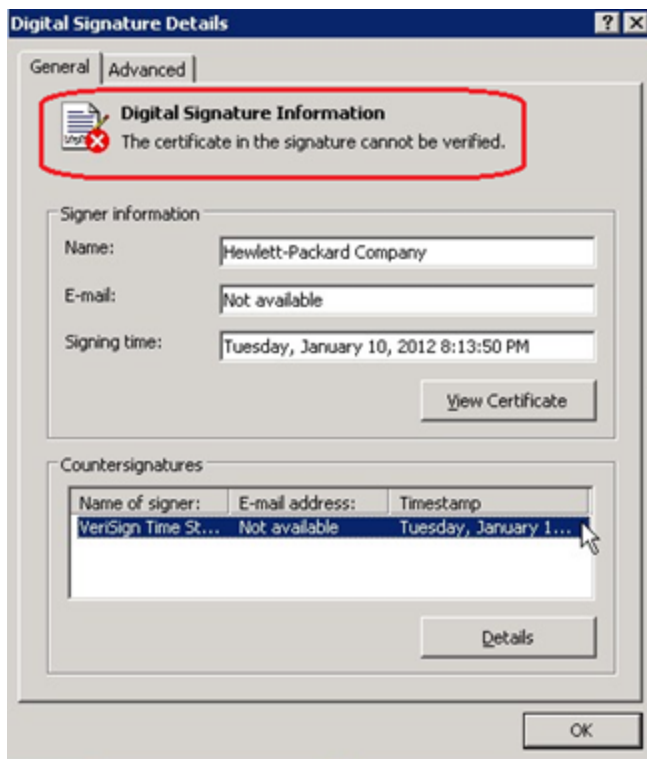 Digital Signature Details
General Advanced
Digital Signature Information
The certificate in the signature cannot be verified.
Signer information
Name: Hewlett-Packard Company
E-mail: Not available
Signing time: Tuesday, January 10, 2012 8:13:50 PM
View Certificate
Countersignatures
Name of signer: E-mail address: Timestamp
VeriSign Time St... Not available Tuesday, January 1...
Details
OK